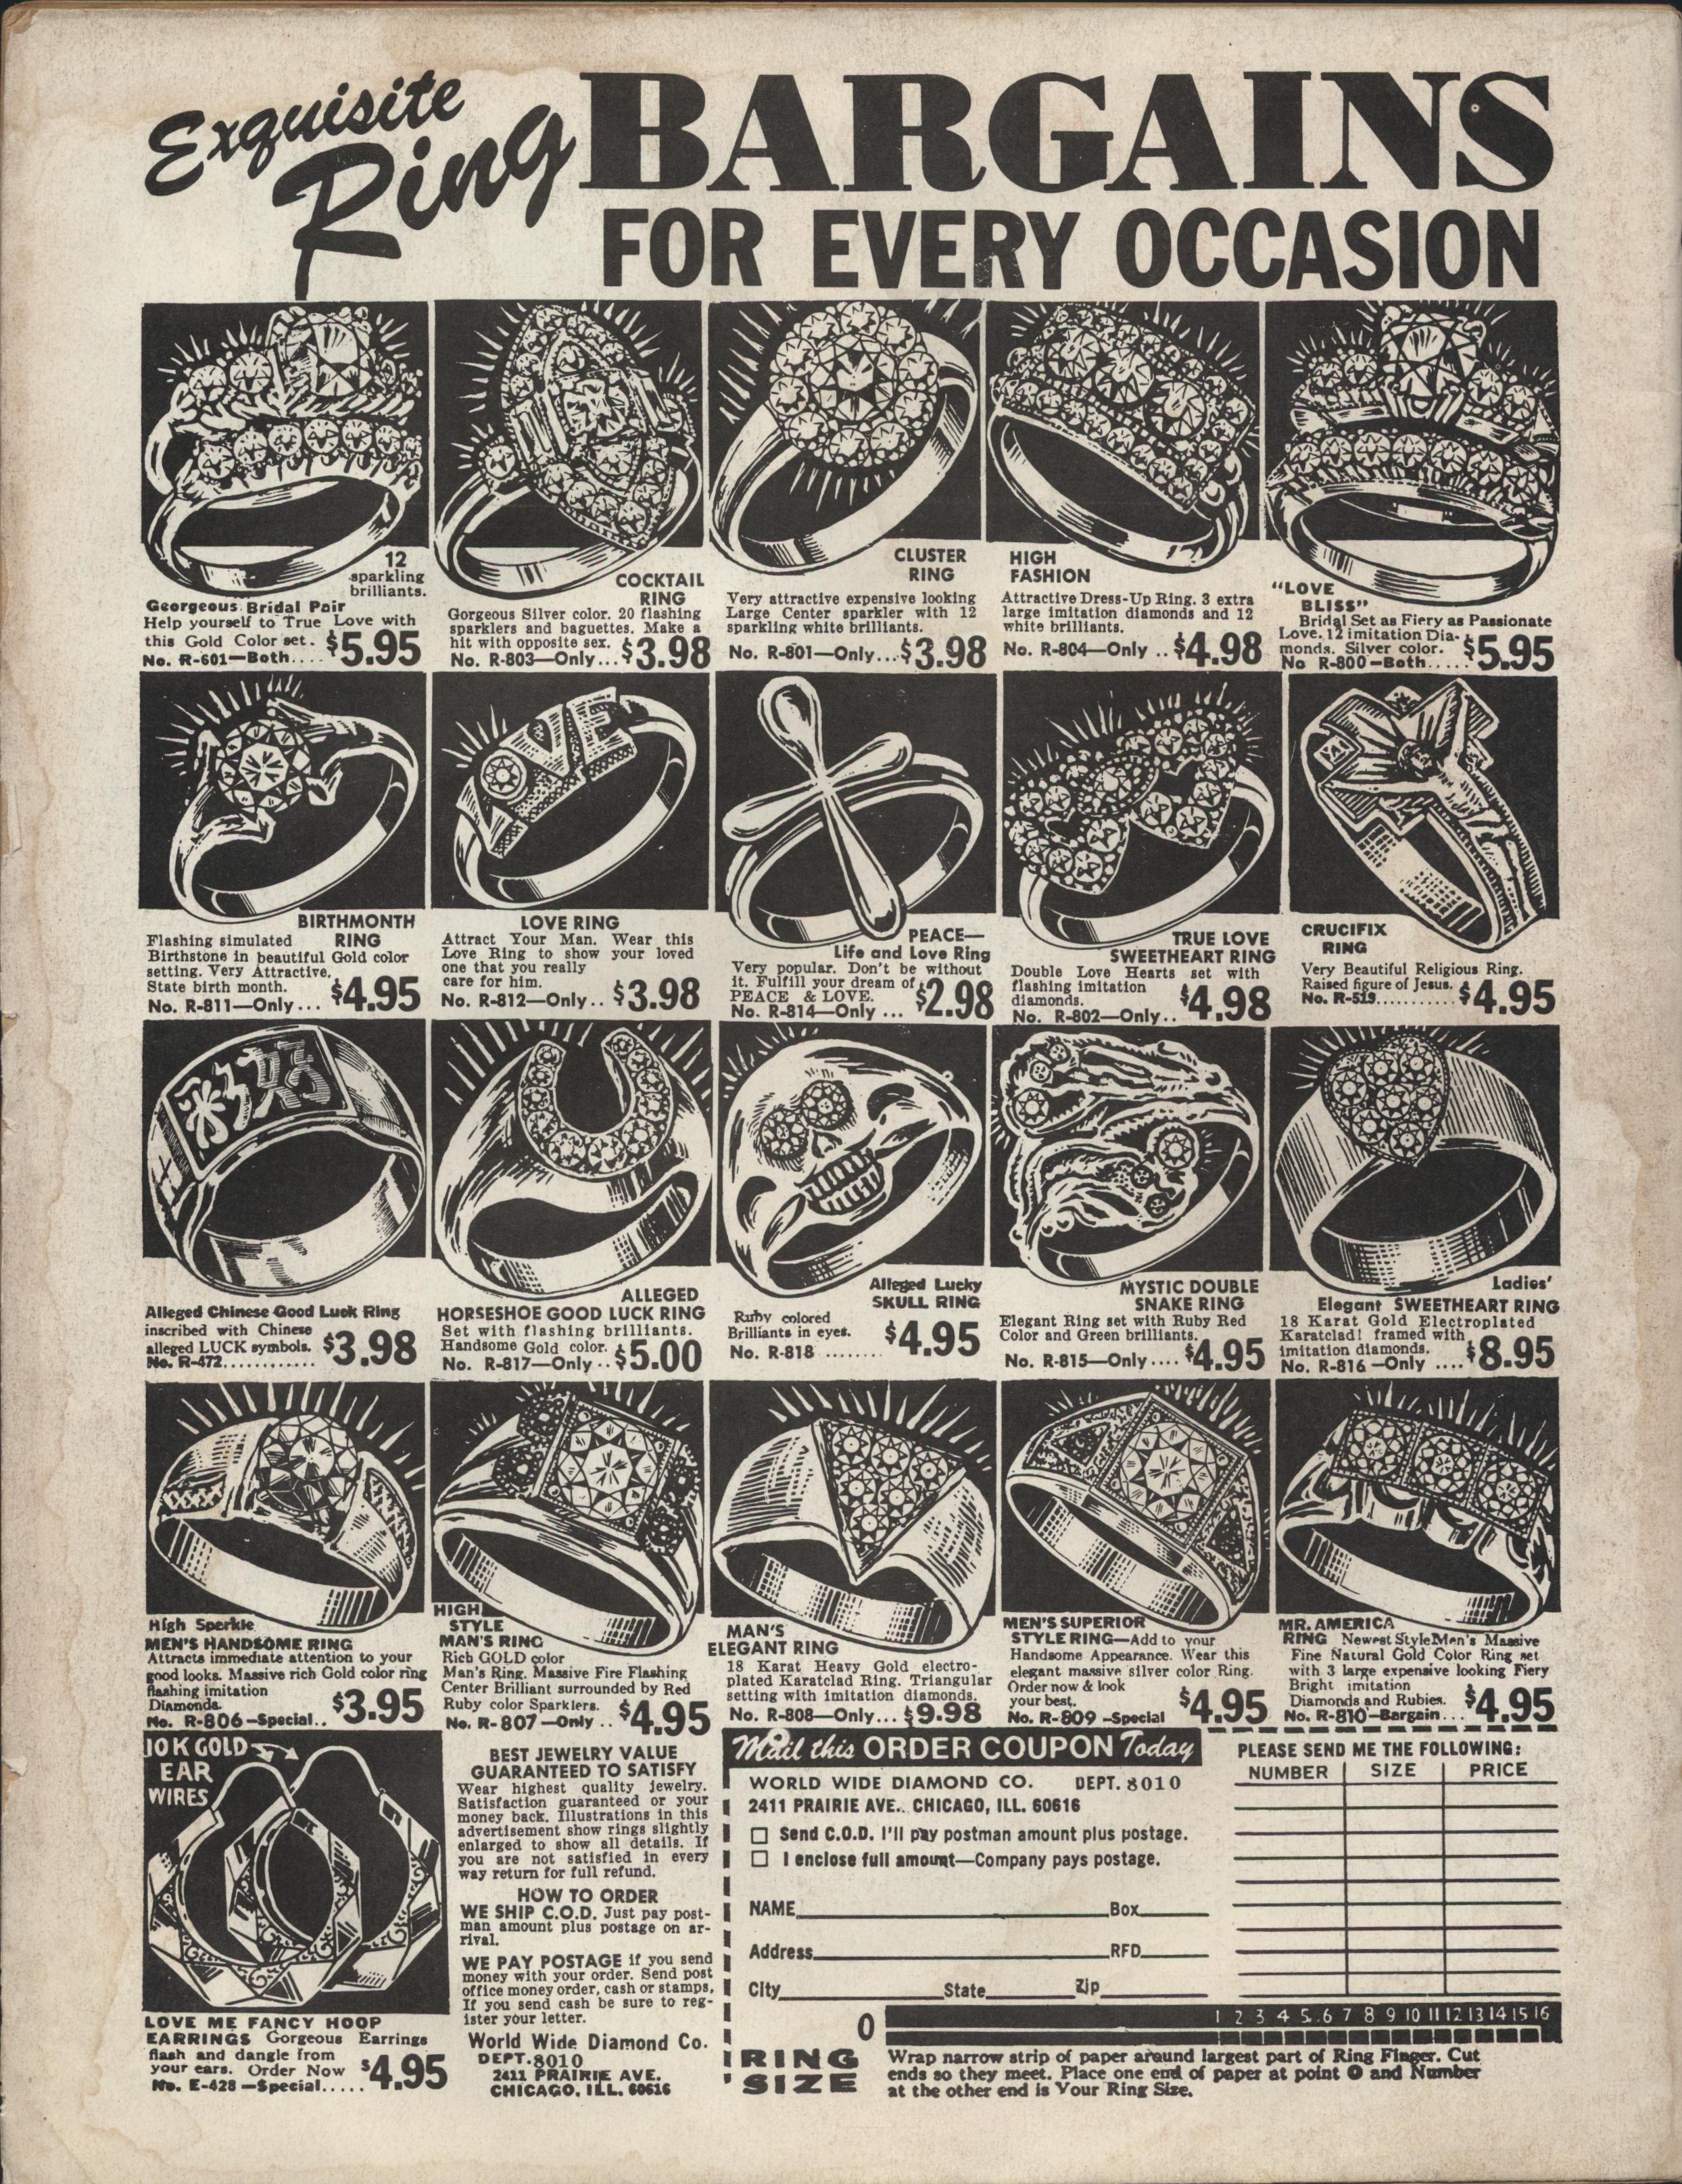 Exquisite
Ring
BARGAINS
FOR EVERY OCCASION
12
sparkling
brilliants.
Georgeous Bridal Pair
Help yourself to True Love with
this Gold Color set. $5.95
No. R-601—Both....
COCKTAIL
RING
Gorgeous Silver color. 20 flashing
sparklers and baguettes. Make a
hit with opposite sex. $3.98
No. R-803—Only...
CLUSTER
RING
Very attractive expensive looking
Large Center sparkler with 12
sparkling white brilliants.
No. R-801—Only...$3.98
HIGH
FASHION
Attractive Dress-Up Ring. 3 extra
large imitation diamonds and 12
white brilliants.
No. R-804—Only .. $4.98
"LOVE
BLISS"
Bridal Set as Fiery as Passionate
Love. 12 imitation Dia-
monds. Silver color. $5.95
No R-800—Both.....
LOVE
BIRTHMONTH
RING
Flashing simulated
Birthstone in beautiful Gold color
setting. Very Attractive.
State birth month. $4.95
No. R-811—Only...
LOVE RING
Attract Your Man. Wear this
Love Ring to show your loved
one that you really
care for him.
No. R-812—Only.. $3.98
PEACE—
Life and Love Ring
Very popular. Don't be without
it. Fulfill your dream of
PEACE & LOVE. $2.98
No. R-814—Only ...
TRUE LOVE
SWEETHEART RING
Double Love Hearts set with
flashing imitation
diamonds. $4.98
No. R-802—Only..
CRUCIFIX
RING
Very Beautiful Religious Ring.
Raised figure of Jesus.
No. R-513........... $4.95
Alleged Chinese Good Luck Ring
inscribed with Chinese
alleged LUCK symbols. $3.98
No. R-472............
ALLEGED
HORSESHOE GOOD LUCK RING
Set with flashing brilliants.
Handsome Gold color.
No. R-817—Only .. $5.00
Alleged Lucky
SKULL RING
Ruby colored
Brilliants in eyes.
No. R-818 ........ $4.95
MYSTIC DOUBLE
SNAKE RING
Elegant Ring set with Ruby Red
Color and Green brilliants.
No. R-815—Only.... $4.95
Ladies'
Elegant SWEETHEART RING
18 Karat Gold Electroplated
Karatclad! framed with
imitation diamonds. $8.95
No. R-816—Only ....
High Sperkle
MEN'S HANDSOME RING
Attracts immediate attention to your
good looks. Massive rich Gold color ring
flashing imitation
Diamonds. $3.95
No. R-806—Special..
HIGH
STYLE
MAN'S RING
Rich GOLD color
Man's Ring. Massive Fire Flashing
Center Brilliant surrounded by Red
Ruby color Sparklers.
No. R-807—Only .. $4.95
MAN'S
ELEGANT RING
18 Karat Heavy Gold electro-
plated Karatclad Ring. Triangular
setting with imitation diamonds.
No. R-808—Only... $9.98
MEN'S SUPERIOR
STYLE RING—Add to your
Handsome Appearance. Wear this
elegant massive silver color Ring.
Order now & look
your best. $4.95
No. R-809—Special
MR. AMERICA
RING Newest Style Men's Massive
Fine Natural Gold Color Ring set
with 3 large expensive looking Fiery
Bright imitation
Diamonds and Rubies.
No. R-810—Bargain... $4.95
10K GOLD
EAR
WIRES
LOVE ME FANCY HOOP
EARRINGS Gorgeous Earrings
flash and dangle from
your ears. Order Now $4.95
No. E-428—Special.....
BEST JEWELRY VALUE
GUARANTEED TO SATISFY
Wear highest quality jewelry.
Satisfaction guaranteed or your
money back. Illustrations in this
advertisement show rings slightly
enlarged to show all details. If
you are not satisfied in every
way return for full refund.
HOW TO ORDER
WE SHIP C.O.D. Just pay post-
man amount plus postage on ar-
rival.
WE PAY POSTAGE if you send
money with your order. Send post
office money order, cash or stamps,
If you send cash be sure to reg-
ister your letter.
World Wide Diamond Co.
DEPT. 8010
2411 PRAIRIE AVE.
CHICAGO, ILL. 60616
Mail this ORDER COUPON Today
WORLD WIDE DIAMOND CO. DEPT. 8010
2411 PRAIRIE AVE. CHICAGO, ILL. 60616
Send C.O.D. I'll pay postman amount plus postage.
I enclose full amount—Company pays postage.
NAME Box
Address RFD
City State Zip
PLEASE SEND ME THE FOLLOWING:
NUMBER SIZE PRICE
0 1 2 3 4 5 6 7 8 9 10 11 12 13 14 15 16
RING
SIZE
Wrap narrow strip of paper around largest part of Ring Finger. Cut
ends so they meet. Place one end of paper at point O and Number
at the other end is Your Ring Size.